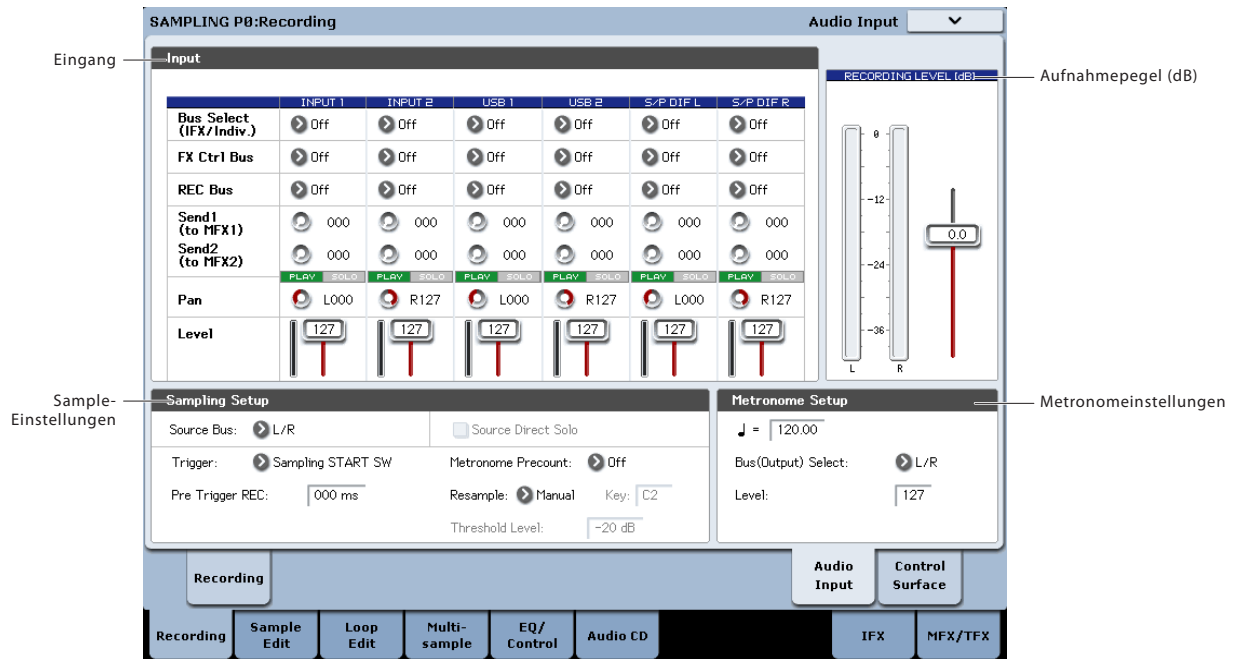 SAMPLING P0:Recording
Audio Input
Eingang
Input
RECORDING LEVEL (dB)
Aufnahmepegel (dB)
INPUT 1 INPUT 2 USB 1 USB 2 S/P DIF L S/P DIF R
Bus Select
(IFX/Indiv.)
Off Off Off Off Off Off
FX Ctrl Bus
Off Off Off Off Off Off
REC Bus
Off Off Off Off Off Off
Send1
(to MFX1)
000 000 000 000 000 000
Send2
(to MFX2)
000 000 000 000 000 000
PLAY SOLO PLAY SOLO PLAY SOLO PLAY SOLO PLAY SOLO PLAY SOLO
Pan
L000 R127 L000 R127 L000 R127
Level
127 127 127 127 127 127
0
-12
-24
-36
L R
0.0
Sample-
Einstellungen
Sampling Setup
Source Bus: L/R
Source Direct Solo
Trigger: Sampling START SW
Metronome Precount: Off
Pre Trigger REC: 000 ms
Resample: Manual Key: C2
Threshold Level: -20 dB
Metronome Setup
Metronomeinstellungen
♩ = 120.00
Bus(Output) Select: L/R
Level: 127
Recording
Audio
Input
Control
Surface
Recording
Sample
Edit
Loop
Edit
Multi-
sample
EQ/
Control
Audio CD
IFX
MFX/TFX